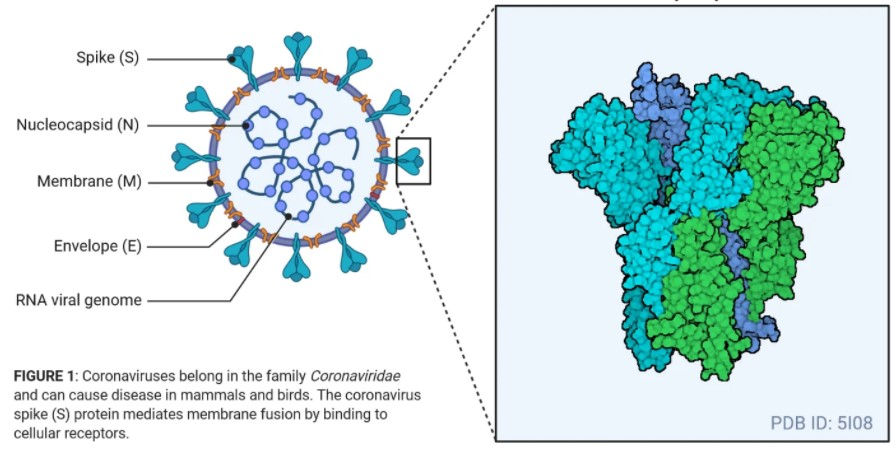 Spike (S)
Nucleocapsid (N)
Membrane (M)
Envelope (E)
RNA viral genome
FIGURE 1: Coronaviruses belong in the family Coronaviridae
and can cause disease in mammals and birds. The coronavirus
spike (S) protein mediates membrane fusion by binding to
cellular receptors.
PDB ID: 5I08